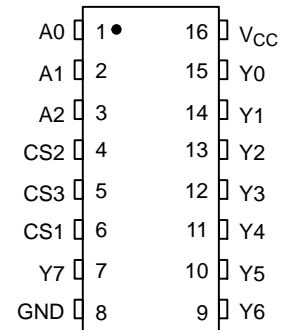 A0 1 16 VCC
A1 2 15 Y0
A2 3 14 Y1
CS2 4 13 Y2
CS3 5 12 Y3
CS1 6 11 Y4
Y7 7 10 Y5
GND 8 9 Y6